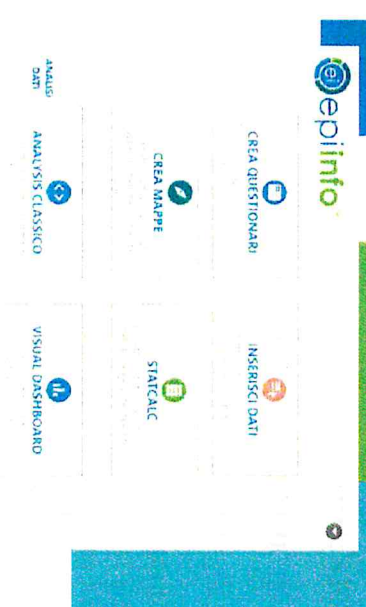 epiinfo
CREA QUESTIONARI
INSERISCI DATI
CREA MAPPE
STATCALC
ANALISI
DATI
ANALYSIS CLASSICO
VISUAL DASHBOARD